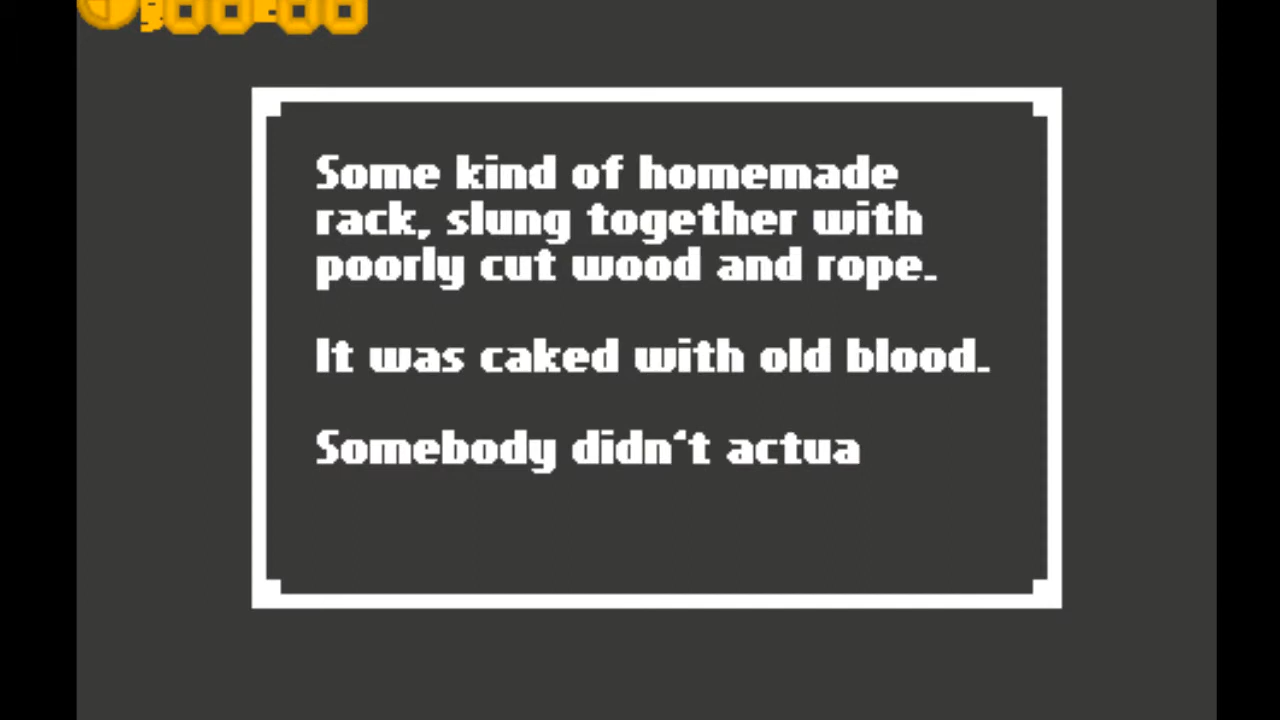 Some kind of homemade
rack, slung together with
poorly cut wood and rope.
It was caked with old blood.
Somebody didn't actua